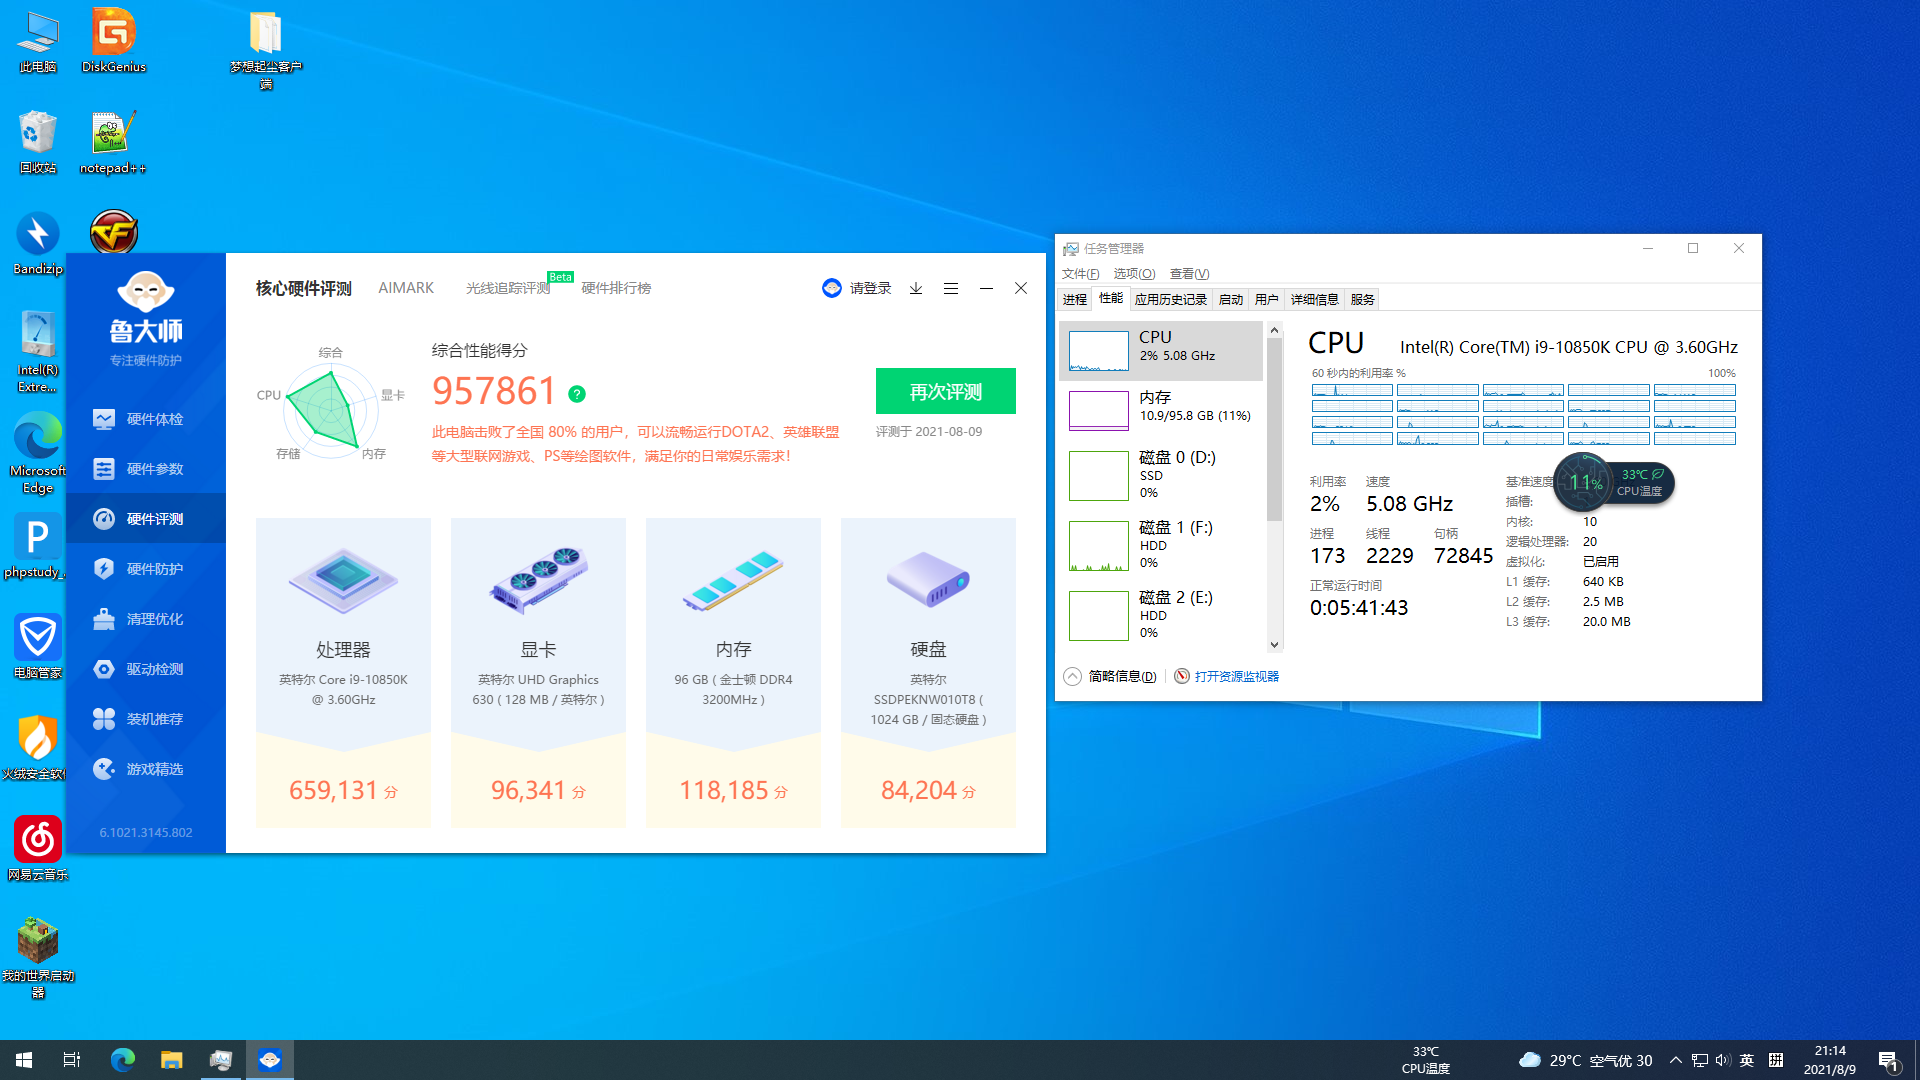 此电脑
DiskGenius
梦想起尘客户
端
回收站
notepad++
Bandizip
Intel(R)
Extre...
Microsoft
Edge
phpstudy_
电脑管家
火绒安全软
网易云音乐
我的世界启动
器
鲁大师
专注硬件防护
硬件体检
硬件参数
硬件评测
硬件防护
清理优化
驱动检测
装机推荐
游戏精选
6.1021.3145.802
核心硬件评测
AIMARK
光线追踪评测
Beta
硬件排行榜
请登录
综合
CPU
显卡
存储
内存
综合性能得分
957861
?
此电脑击败了全国 80% 的用户，可以流畅运行DOTA2、英雄联盟
等大型联网游戏、PS等绘图软件，满足你的日常娱乐需求！
再次评测
评测于 2021-08-09
处理器
英特尔 Core i9-10850K
@ 3.60GHz
659,131 分
显卡
英特尔 UHD Graphics
630 ( 128 MB / 英特尔 )
96,341 分
内存
96 GB ( 金士顿 DDR4
3200MHz )
118,185 分
硬盘
英特尔
SSDPEKNW010T8 (
1024 GB / 固态硬盘 )
84,204 分
任务管理器
文件(F) 选项(O) 查看(V)
进程 性能 应用历史记录 启动 用户 详细信息 服务
CPU
2% 5.08 GHz
内存
10.9/95.8 GB (11%)
磁盘 0 (D:)
SSD
0%
磁盘 1 (F:)
HDD
0%
磁盘 2 (E:)
HDD
0%
CPU
Intel(R) Core(TM) i9-10850K CPU @ 3.60GHz
60 秒内的利用率 %
100%
利用率 速度
2% 5.08 GHz
进程 线程 句柄
173 2229 72845
正常运行时间
0:05:41:43
基准速度
插槽:
内核: 10
逻辑处理器: 20
虚拟化: 已启用
L1 缓存: 640 KB
L2 缓存: 2.5 MB
L3 缓存: 20.0 MB
11%
33℃
CPU温度
简略信息(D)
打开资源监视器
33℃
CPU温度
29°C 空气优 30
英
拼
21:14
2021/8/9
1